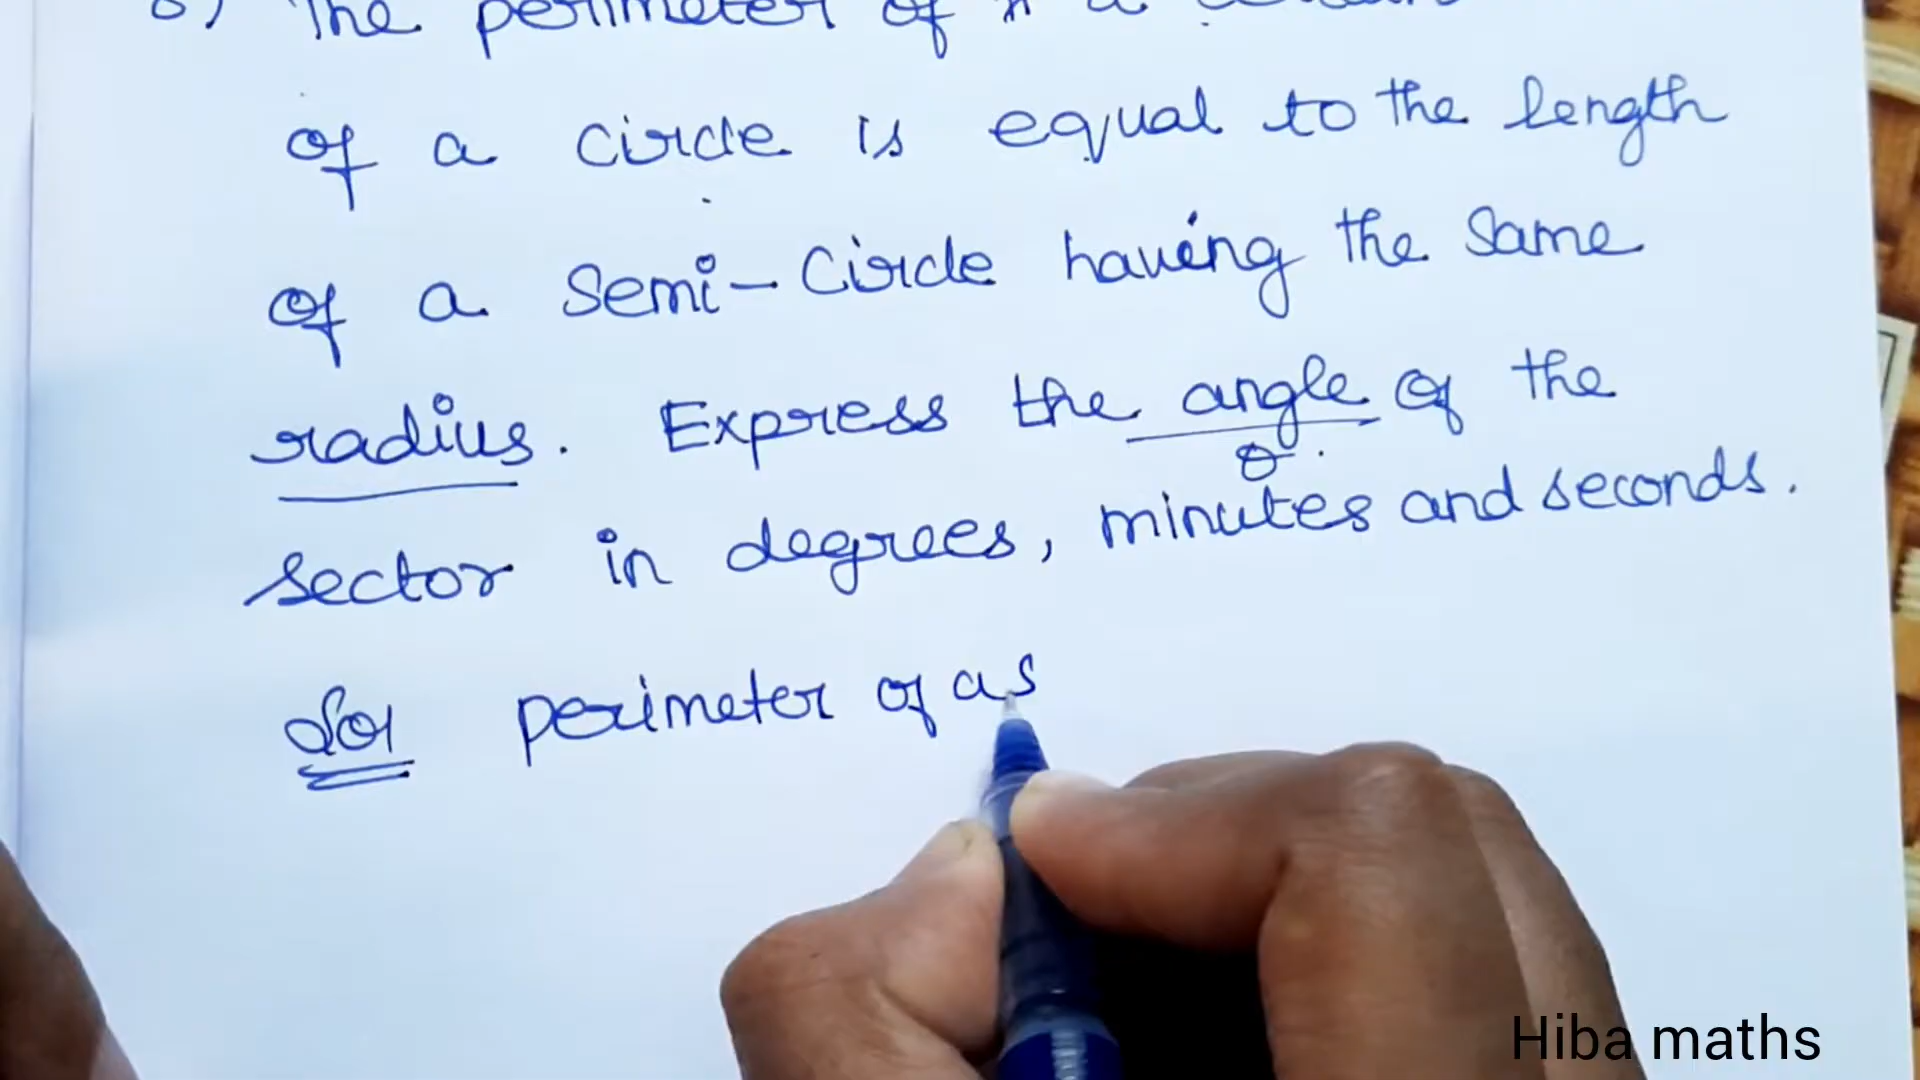 The perimeter of a certain
of a circle is equal to the length
of a semi-circle having the same
radius. Express the angle of the
θ.
sector in degrees, minutes and seconds.
Sol perimeter of a s
Hiba maths